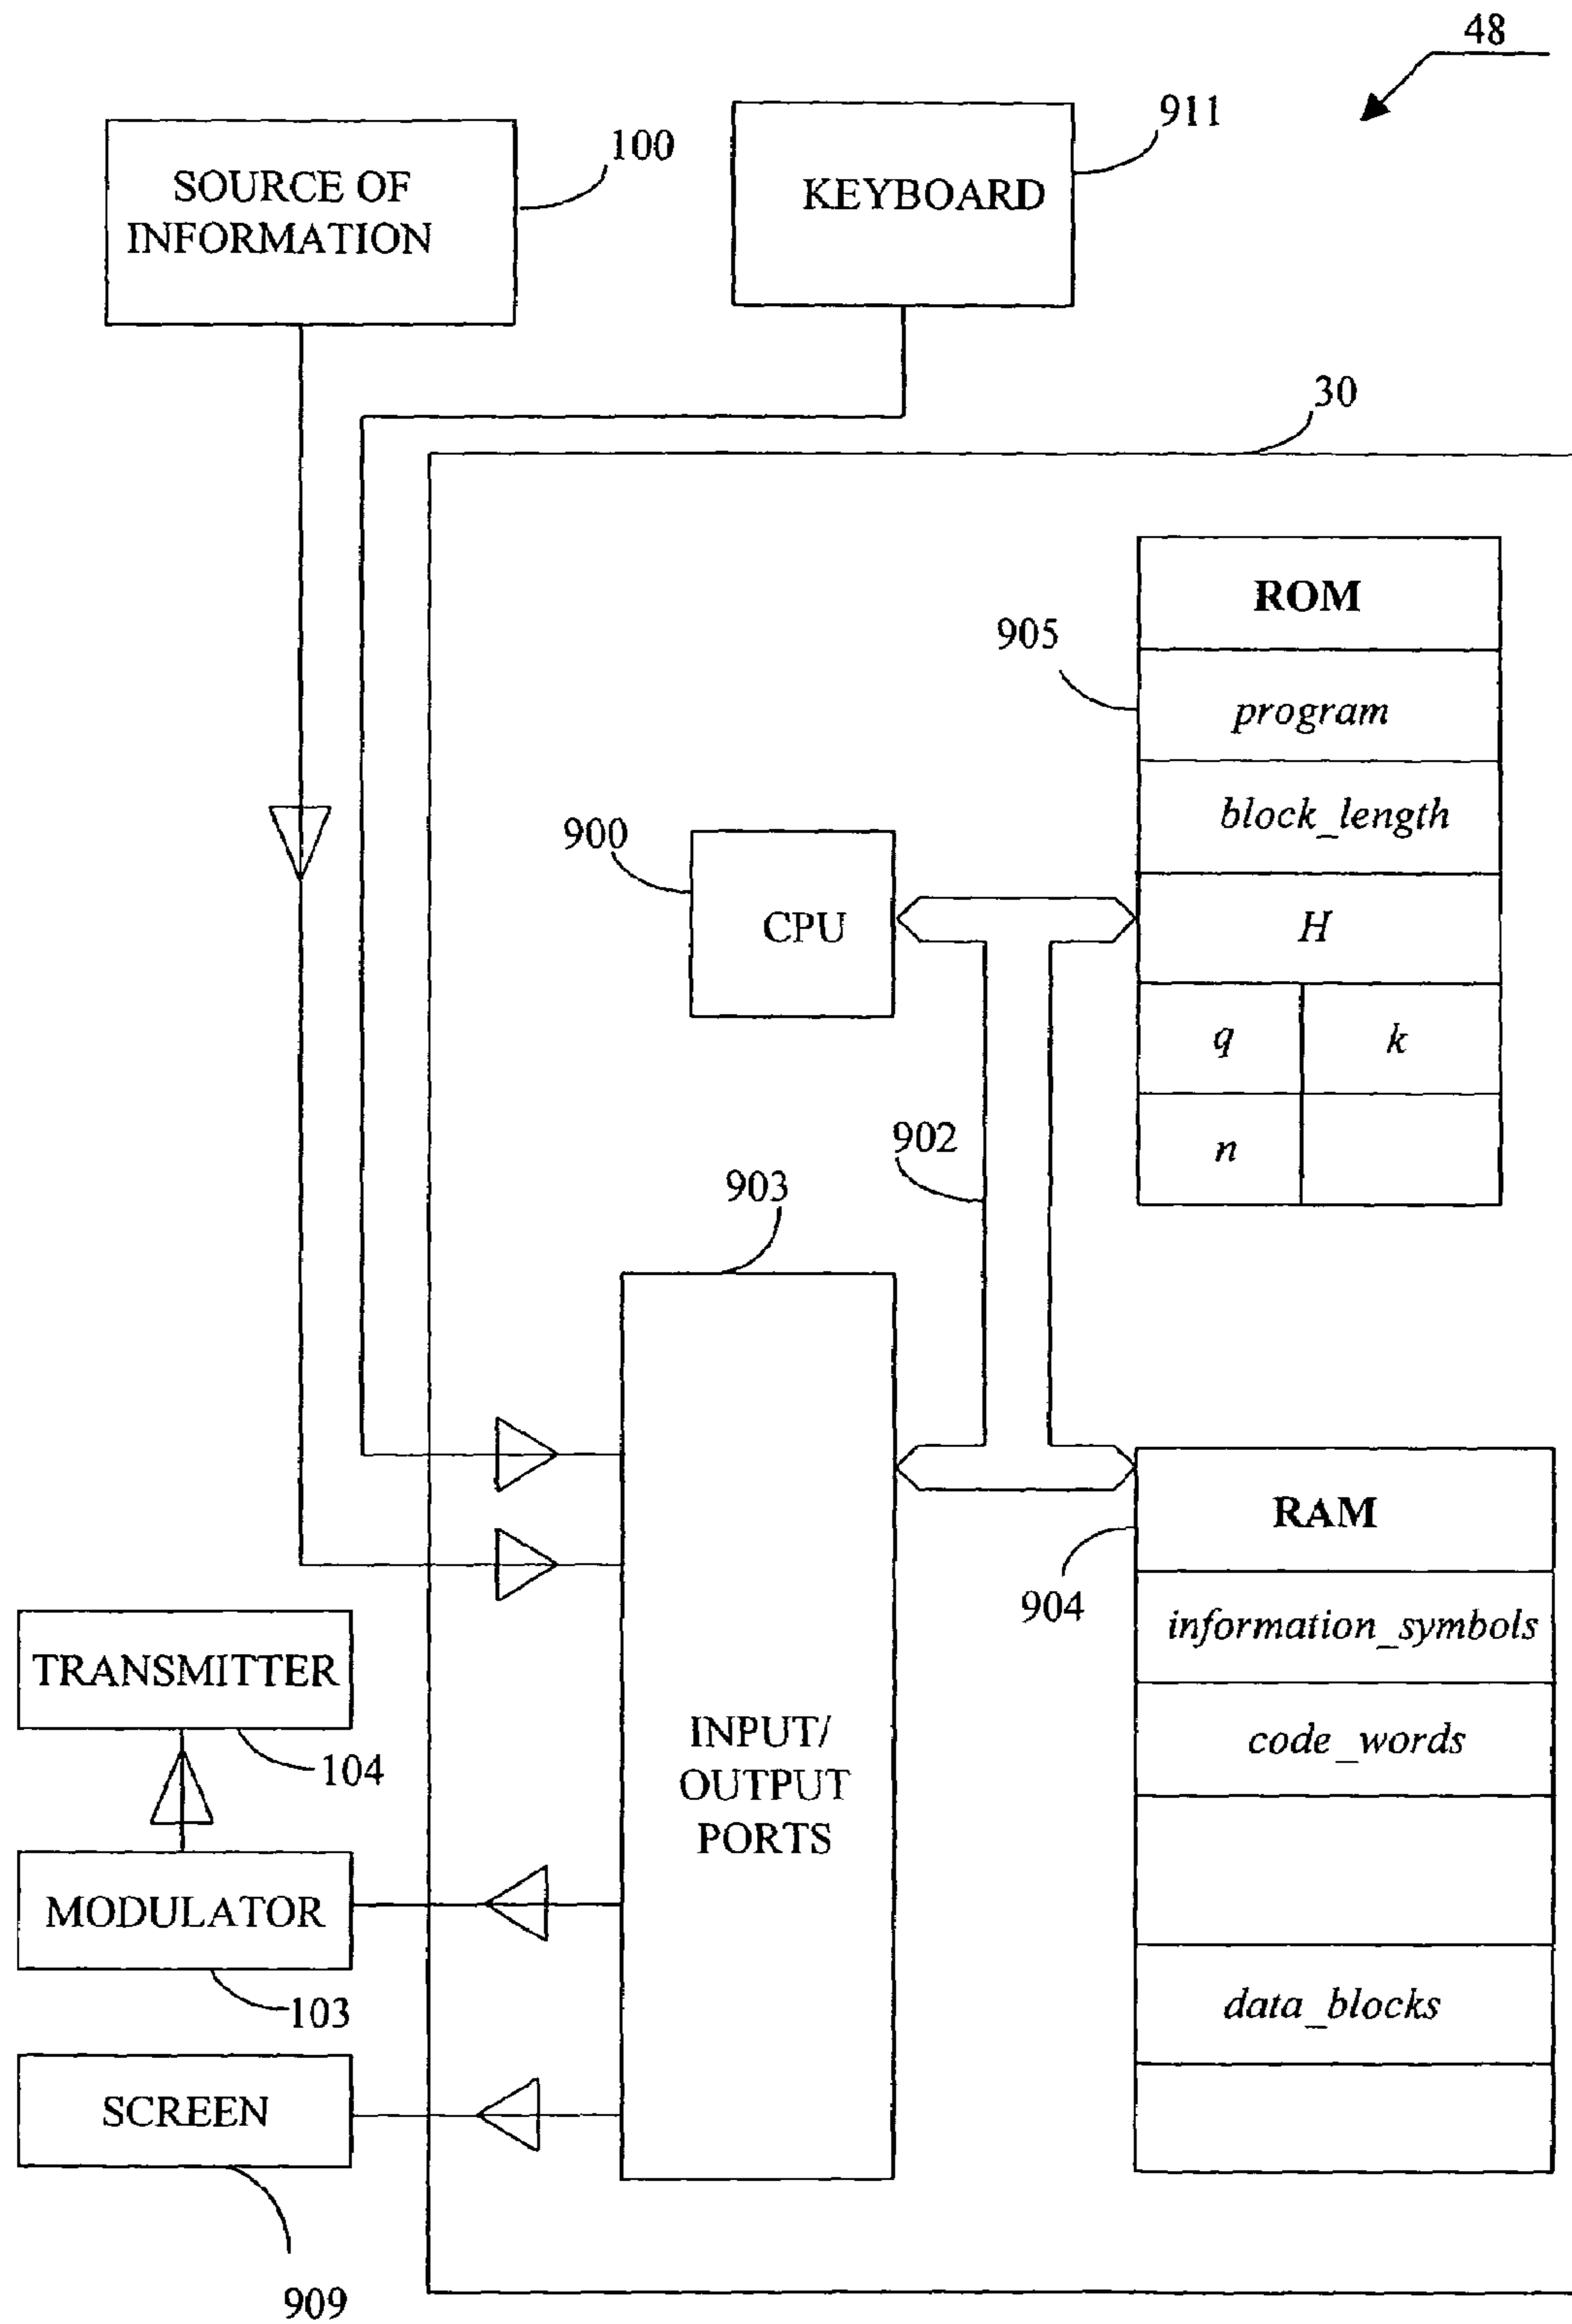 48
911
100
SOURCE OF
INFORMATION
KEYBOARD
30
ROM
905
program
block_length
900
CPU
H
q
k
902
n
903
RAM
904
information_symbols
TRANSMITTER
INPUT/
OUTPUT
PORTS
code_words
104
MODULATOR
103
data_blocks
SCREEN
909